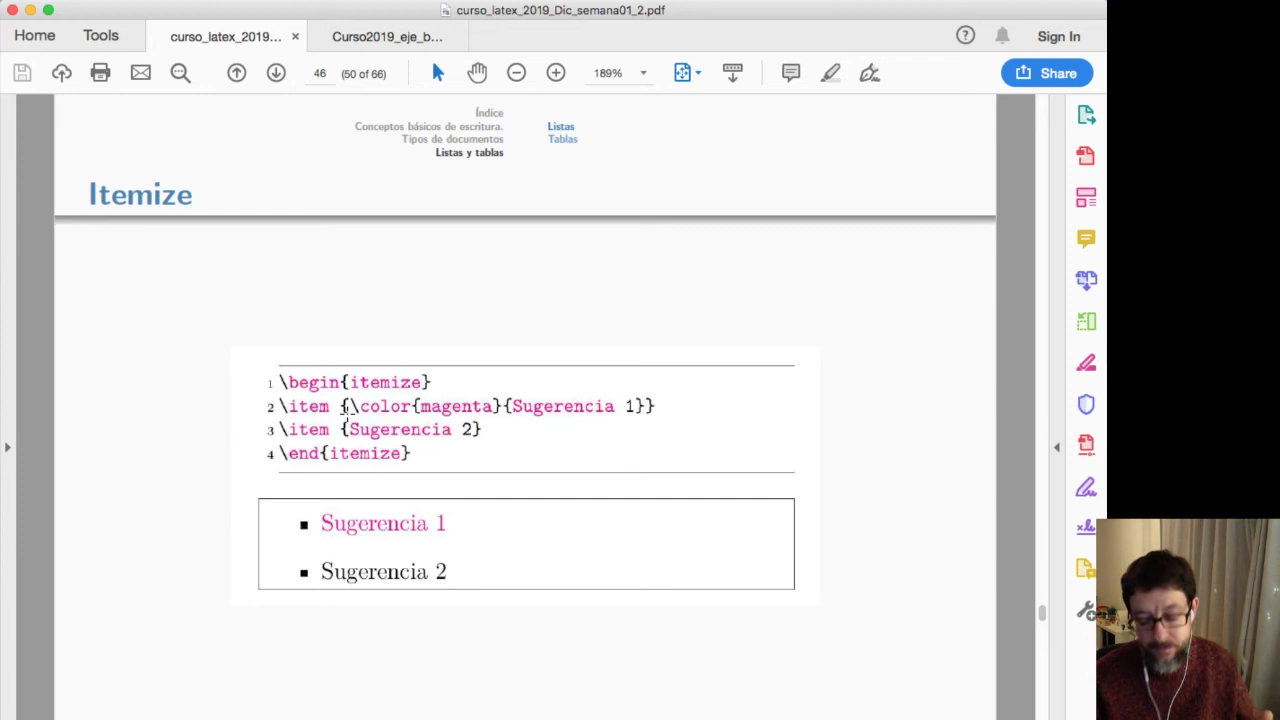 curso_latex_2019_Dic_semana01_2.pdf
Home Tools curso_latex_2019... × Curso2019_eje_b... Sign In
46 (50 of 66) 189% Share
Índice
Conceptos básicos de escritura. Listas
Tipos de documentos Tablas
Listas y tablas
Itemize
1 \begin{itemize}
2 \item {\color{magenta}{Sugerencia 1}}
3 \item {Sugerencia 2}
4 \end{itemize}
Sugerencia 1
Sugerencia 2